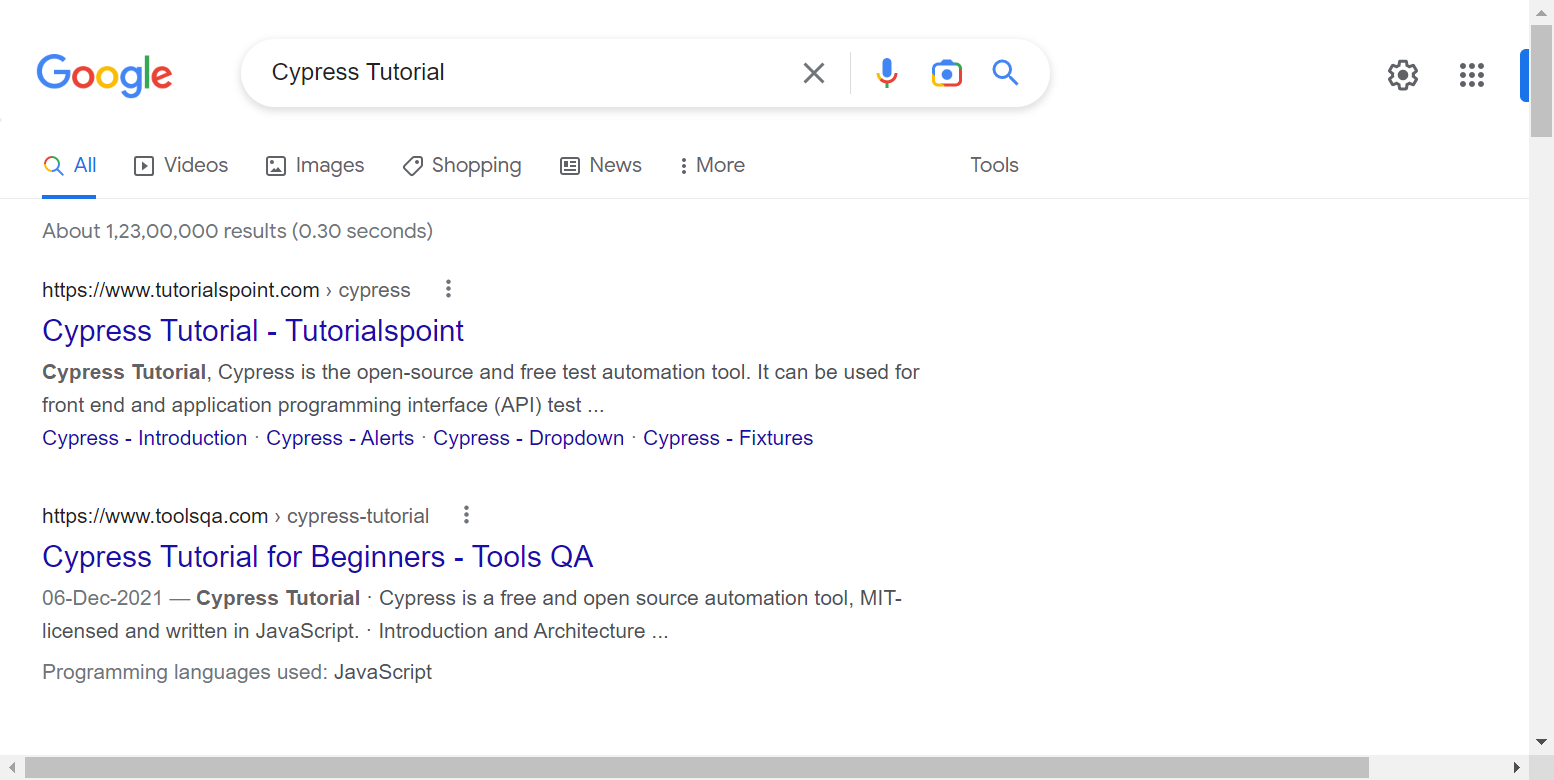 Google
Cypress Tutorial
All Videos Images Shopping News More Tools
About 1,23,00,000 results (0.30 seconds)
https://www.tutorialspoint.com › cypress
Cypress Tutorial - Tutorialspoint
Cypress Tutorial, Cypress is the open-source and free test automation tool. It can be used for
front end and application programming interface (API) test ...
Cypress - Introduction · Cypress - Alerts · Cypress - Dropdown · Cypress - Fixtures
https://www.toolsqa.com › cypress-tutorial
Cypress Tutorial for Beginners - Tools QA
06-Dec-2021 — Cypress Tutorial · Cypress is a free and open source automation tool, MIT-
licensed and written in JavaScript. · Introduction and Architecture ...
Programming languages used: JavaScript